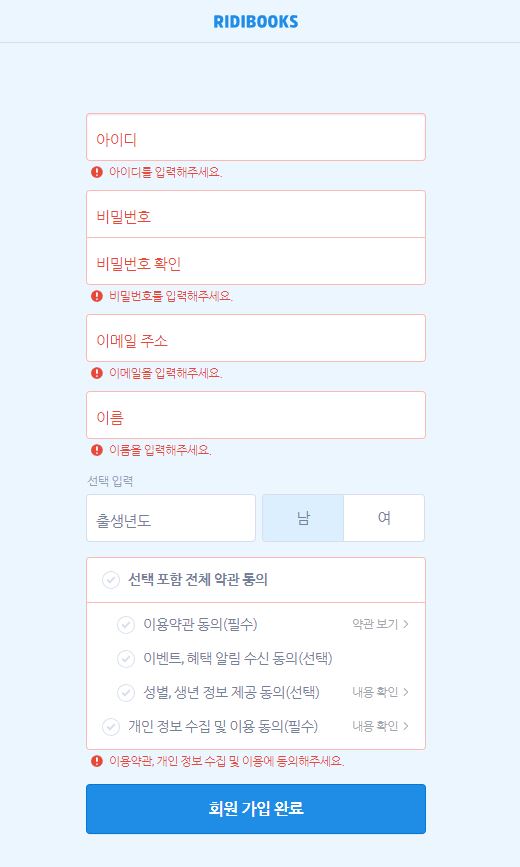 RIDIBOOKS
아이디
아이디를 입력해주세요.
비밀번호
비밀번호 확인
비밀번호를 입력해주세요.
이메일 주소
이메일을 입력해주세요.
이름
이름을 입력해주세요.
선택 입력
출생년도 남 여
선택 포함 전체 약관 동의
이용약관 동의(필수) 약관 보기 >
이벤트, 혜택 알림 수신 동의(선택)
성별, 생년 정보 제공 동의(선택) 내용 확인 >
개인 정보 수집 및 이용 동의(필수) 내용 확인 >
이용약관, 개인 정보 수집 및 이용에 동의해주세요.
회원 가입 완료